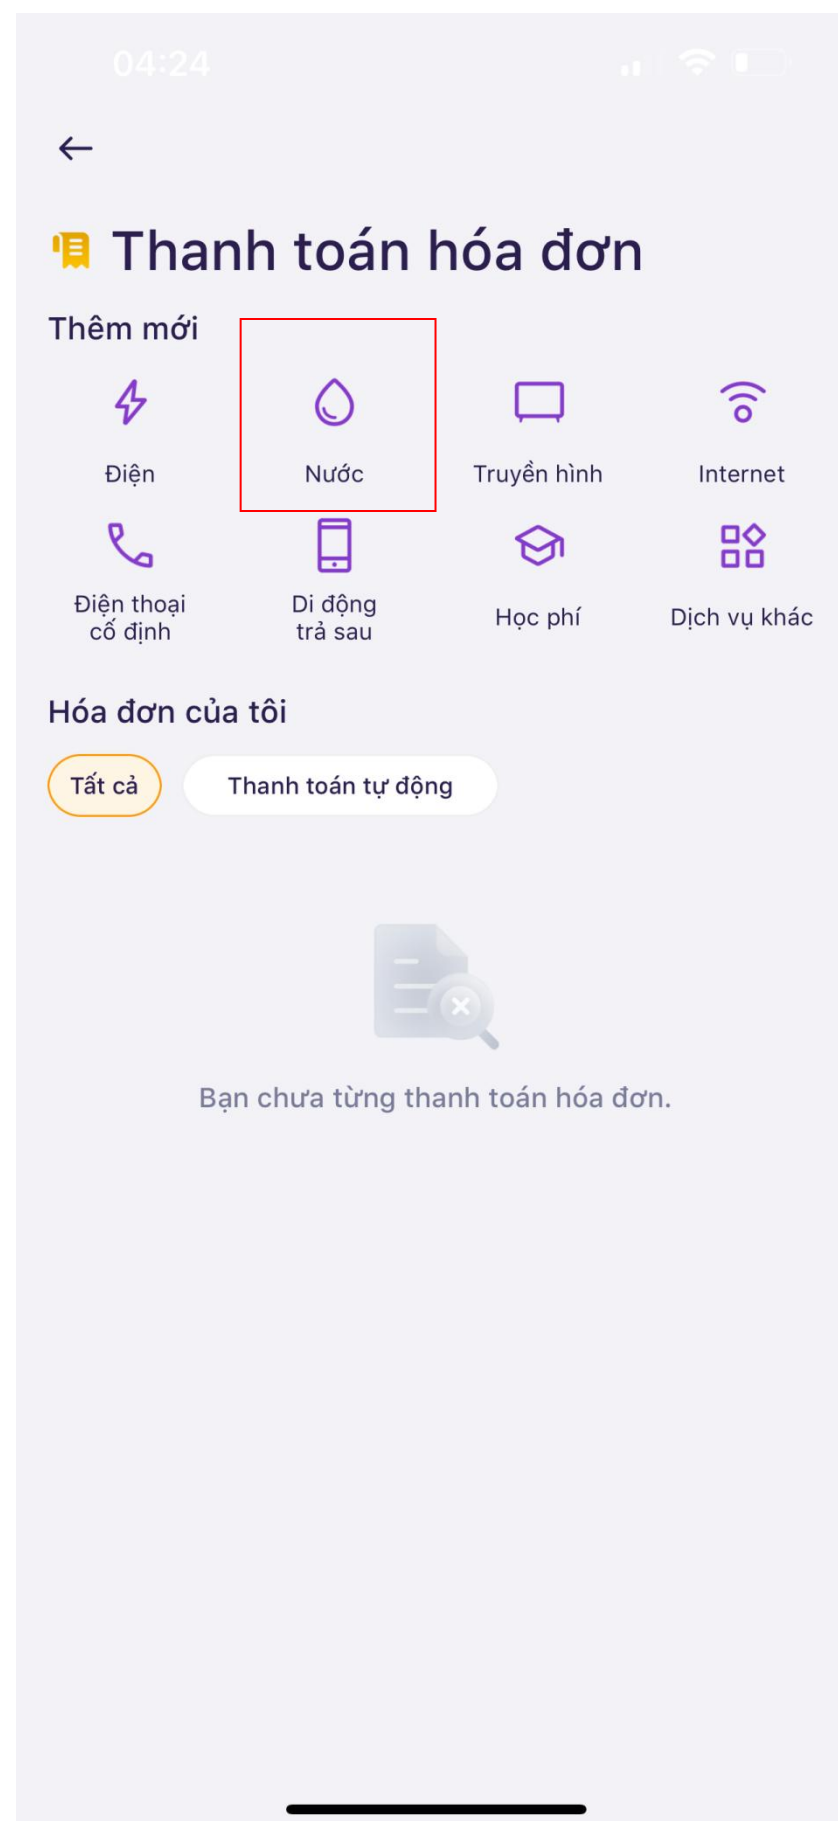 04:24
Thanh toán hóa đơn
Thêm mới
Điện
Nước
Truyền hình
Internet
Điện thoại
cố định
Di động
trả sau
Học phí
Dịch vụ khác
Hóa đơn của tôi
Tất cả
Thanh toán tự động
Bạn chưa từng thanh toán hóa đơn.